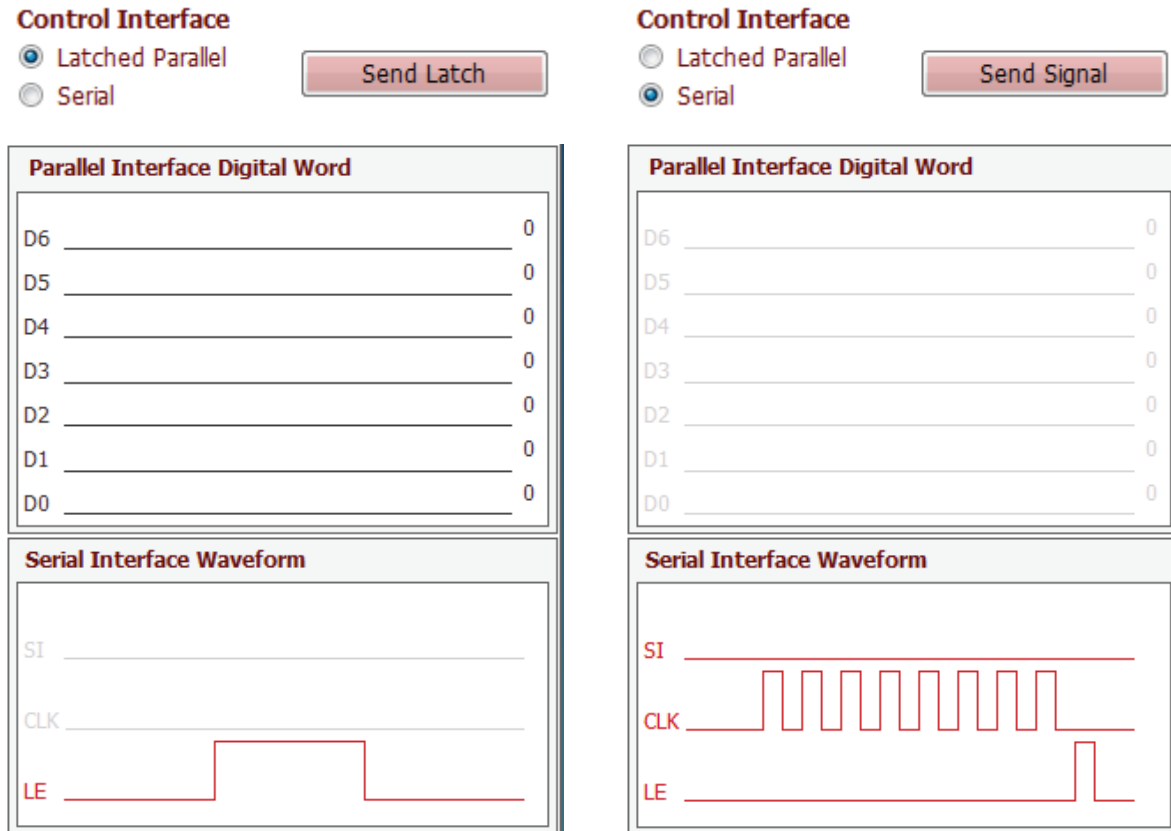 Control Interface
Latched Parallel
Serial
Send Latch
Parallel Interface Digital Word
D6 0
D5 0
D4 0
D3 0
D2 0
D1 0
D0 0
Serial Interface Waveform
SI
CLK
LE
Control Interface
Latched Parallel
Serial
Send Signal
Parallel Interface Digital Word
D6 0
D5 0
D4 0
D3 0
D2 0
D1 0
D0 0
Serial Interface Waveform
SI
CLK
LE